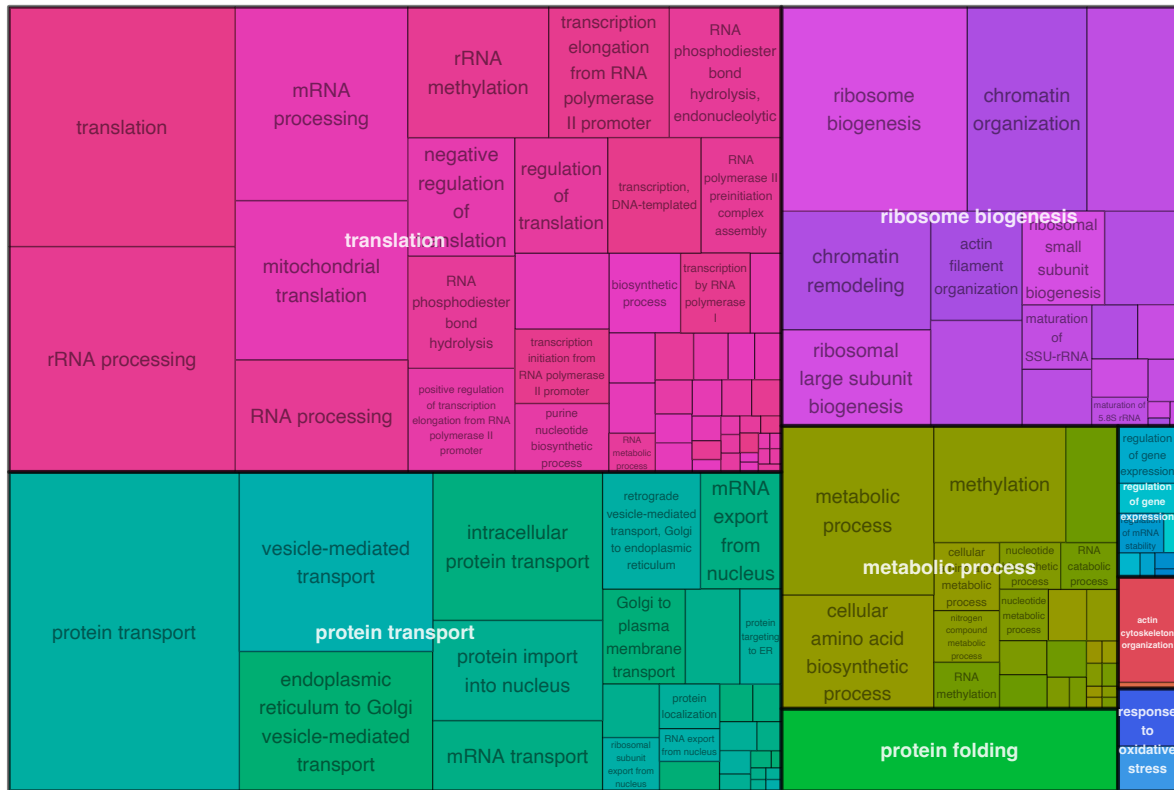 translation
mRNA
processing
rRNA
methylation
transcription
elongation
from RNA
polymerase
II promoter
RNA
phosphodiester
bond
hydrolysis,
endonucleolytic
negative
regulation
of
translation
regulation
of
translation
transcription,
DNA-templated
RNA
polymerase II
preinitiation
complex
assembly
translation
rRNA processing
mitochondrial
translation
RNA processing
RNA
phosphodiester
bond
hydrolysis
positive regulation
of transcription
elongation from RNA
polymerase II
promoter
biosynthetic
process
transcription
by RNA
polymerase
I
transcription
initiation from
RNA polymerase
II promoter
purine
nucleotide
biosynthetic
process
RNA
metabolic
process
ribosome
biogenesis
chromatin
organization
ribosome biogenesis
chromatin
remodeling
actin
filament
organization
ribosomal
small
subunit
biogenesis
ribosomal
large subunit
biogenesis
maturation
of
SSU-rRNA
maturation of
5.8S rRNA
protein transport
vesicle-mediated
transport
intracellular
protein transport
retrograde
vesicle-mediated
transport, Golgi
to endoplasmic
reticulum
mRNA
export
from
nucleus
protein transport
endoplasmic
reticulum to Golgi
vesicle-mediated
transport
protein import
into nucleus
mRNA transport
Golgi to
plasma
membrane
transport
protein
targeting
to ER
protein
localization
RNA export
from nucleus
ribosomal
subunit
export from
nucleus
metabolic
process
methylation
metabolic process
cellular
metabolic
process
nucleotide
process
RNA
catabolic
process
cellular
amino acid
biosynthetic
process
nitrogen
compound
metabolic
process
nucleotide
metabolic
process
RNA
methylation
protein folding
regulation
of gene
expression
regulation
of gene
expression
regulation
of mRNA
stability
actin
cytoskeleton
organization
response
to
oxidative
stress